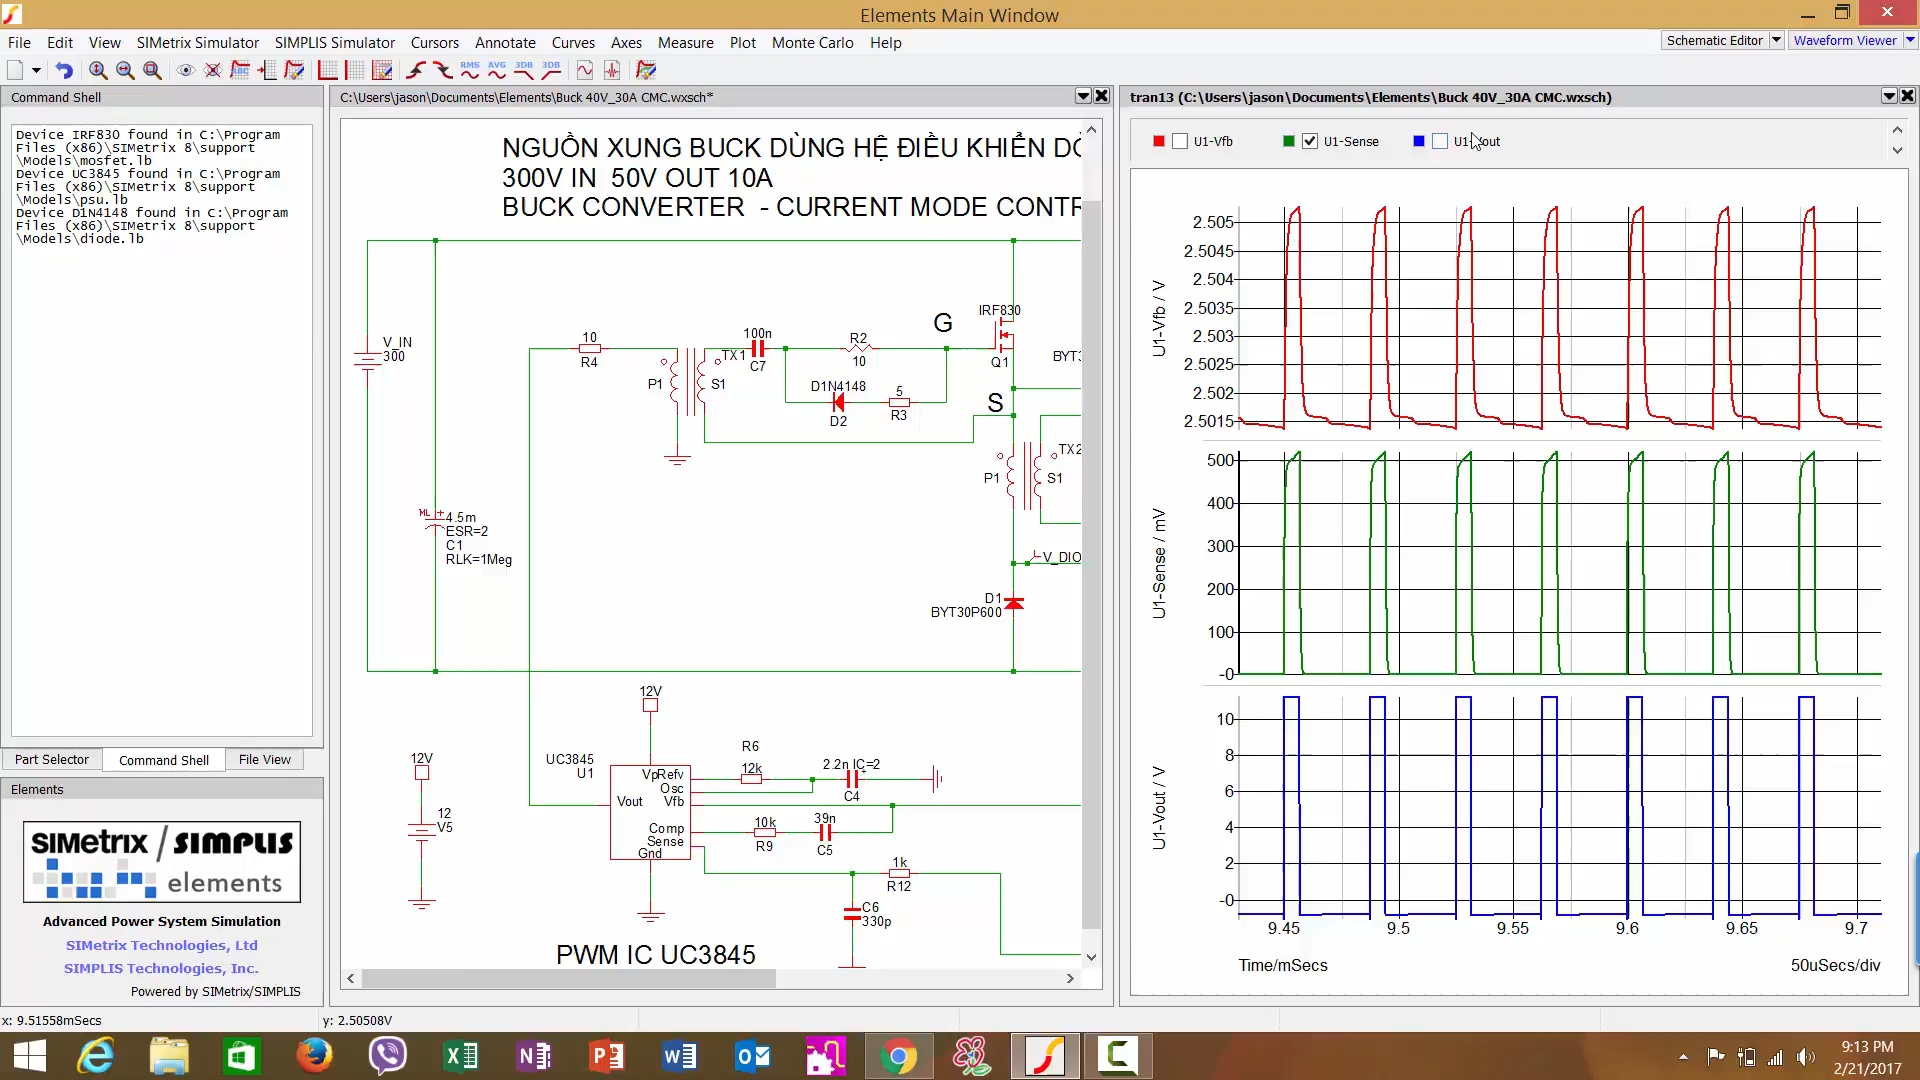 Elements Main Window
File Edit View SIMetrix Simulator SIMPLIS Simulator Cursors Annotate Curves Axes Measure Plot Monte Carlo Help
Schematic Editor Waveform Viewer
RMS AVG 3DB 3DB
Command Shell
Device IRF830 found in C:\Program
Files (x86)\SIMetrix 8\support
\Models\mosfet.lb
Device UC3845 found in C:\Program
Files (x86)\SIMetrix 8\support
\Models\psu.lb
Device D1N4148 found in C:\Program
Files (x86)\SIMetrix 8\support
\Models\diode.lb
Part Selector Command Shell File View
Elements
SIMetrix / SIMPLIS
elements
Advanced Power System Simulation
SIMetrix Technologies, Ltd
SIMPLIS Technologies, Inc.
Powered by SIMetrix/SIMPLIS
C:\Users\jason\Documents\Elements\Buck 40V_30A CMC.wxsch*
NGUỒN XUNG BUCK DÙNG HỆ ĐIỀU KHIỂN DÒ
300V IN 50V OUT 10A
BUCK CONVERTER - CURRENT MODE CONTR
V_IN
300
10
R4
P1
S1
TX1
100n
C7
R2
10
D1N4148
D2
5
R3
G
IRF830
Q1
BYT3
S
TX2
P1
S1
V_DIO
D1
BYT30P600
4.5m
ESR=2
C1
RLK=1Meg
12V
12
V5
12V
UC3845
U1
Vp
Refv
Osc
Vout
Vfb
Comp
Sense
Gnd
R6
12k
2.2n IC=2
C4
10k
R9
39n
C5
1k
R12
C6
330p
PWM IC UC3845
tran13 (C:\Users\jason\Documents\Elements\Buck 40V_30A CMC.wxsch)
U1-Vfb U1-Sense
U1-Vfb / V
2.505
2.5045
2.504
2.5035
2.503
2.5025
2.502
2.5015
U1-Sense / mV
500
400
300
200
100
-0
U1-Vout / V
10
8
6
4
2
-0
9.45 9.5 9.55 9.6 9.65 9.7
Time/mSecs 50uSecs/div
x: 9.51558mSecs y: 2.50508V
9:13 PM
2/21/2017